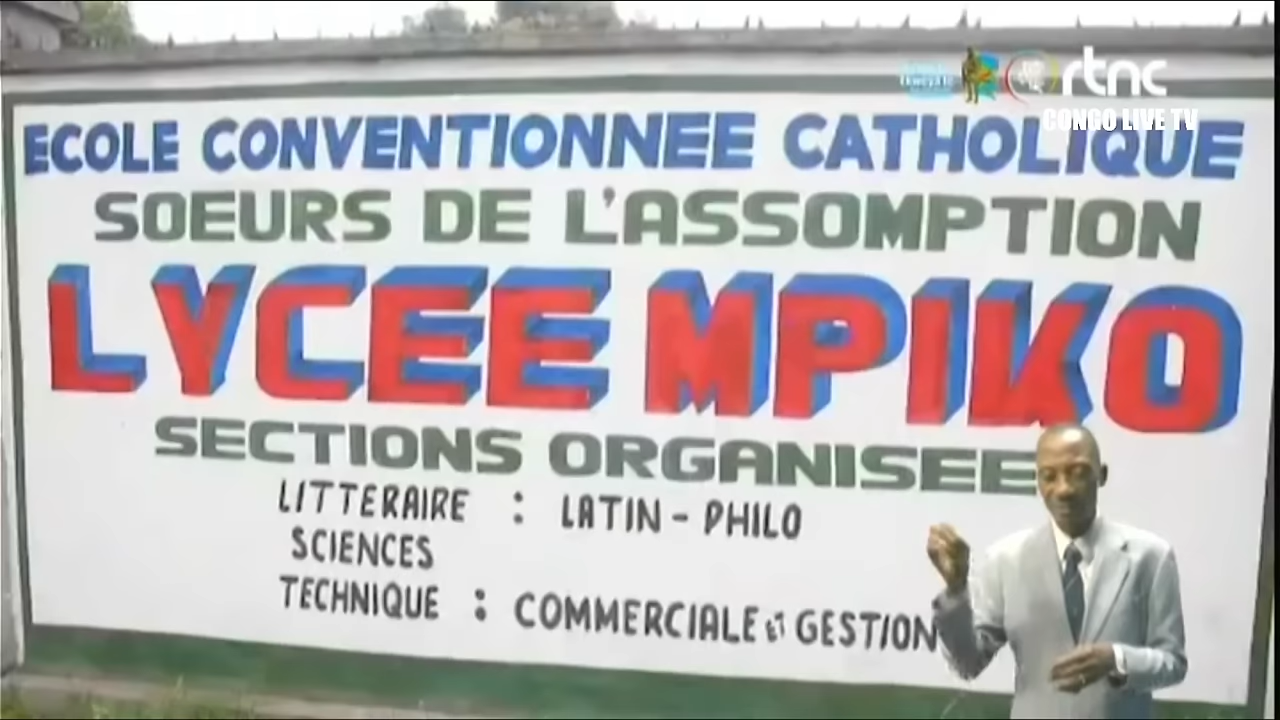 rtnc
CONGO LIVE TV
ECOLE CONVENTIONNEE CATHOLIQUE
SOEURS DE L'ASSOMPTION
LYCEE MPIKO
SECTIONS ORGANISEE
LITTERAIRE : LATIN - PHILO
SCIENCES
TECHNIQUE : COMMERCIALE ET GESTION